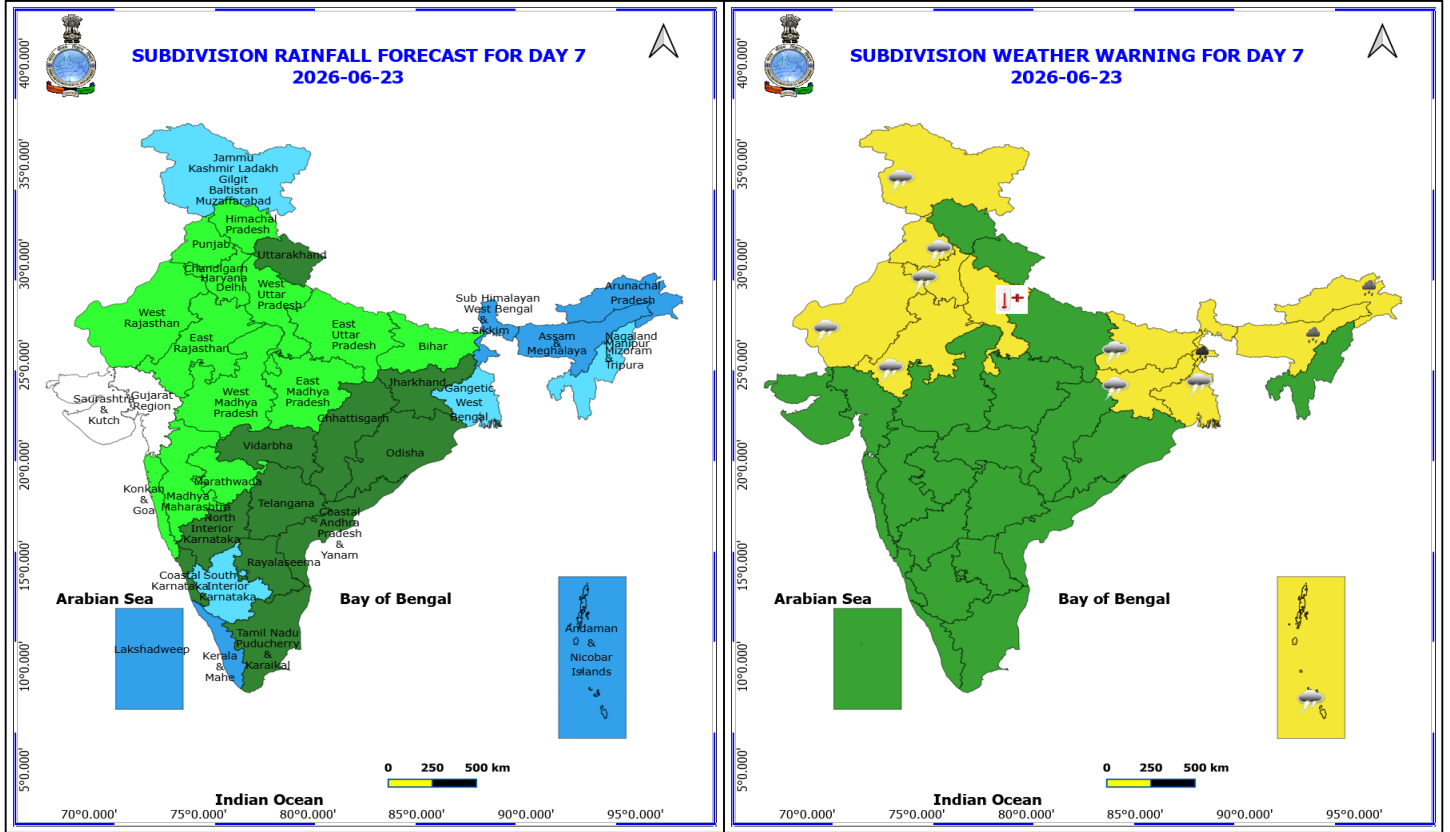 SUBDIVISION RAINFALL FORECAST FOR DAY 7
2026-06-23
40°0.000'
35°0.000'
30°0.000'
25°0.000'
20°0.000'
15°0.000'
10°0.000'
5°0.000'
Jammu
Kashmir Ladakh
Gilgit
Baltistan
Muzaffarabad
Himachal
Pradesh
Punjab
Uttarakhand
Chandigarh
Haryana
Delhi
West
Uttar
Pradesh
West
Rajasthan
East
Rajasthan
East
Uttar
Pradesh
Bihar
Sub Himalayan
West Bengal
&
Sikkim
Arunachal
Pradesh
Assam
&
Meghalaya
Nagaland
Manipur
Mizoram
&
Tripura
Jharkhand
Gangetic
West
Bengal
Saurashtra
&
Kutch
Gujarat
Region
West
Madhya
Pradesh
East
Madhya
Pradesh
Chhattisgarh
Vidarbha
Odisha
Konkan
&
Goa
Madhya
Maharashtra
Marathwada
Telangana
North
Interior
Karnataka
Coastal
Andhra
Pradesh
&
Yanam
Rayalaseema
Coastal
Karnataka
South
Interior
Karnataka
Tamil Nadu
Puducherry
&
Karaikal
Kerala
&
Mahe
Lakshadweep
Andaman
&
Nicobar
Islands
Arabian Sea
Bay of Bengal
Indian Ocean
0 250 500 km
70°0.000' 75°0.000' 80°0.000' 85°0.000' 90°0.000' 95°0.000'
SUBDIVISION WEATHER WARNING FOR DAY 7
2026-06-23
40°0.000'
35°0.000'
30°0.000'
25°0.000'
20°0.000'
15°0.000'
10°0.000'
5°0.000'
Arabian Sea
Bay of Bengal
Indian Ocean
0 250 500 km
70°0.000' 75°0.000' 80°0.000' 85°0.000' 90°0.000' 95°0.000'